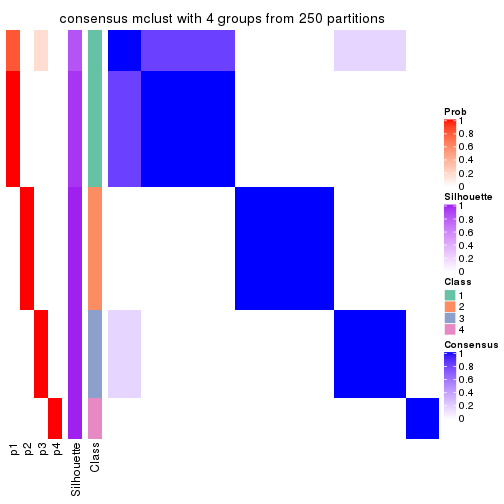 consensus mclust with 4 groups from 250 partitions
Prob
1
0.8
0.6
0.4
0.2
0
Silhouette
1
0.8
0.6
0.4
0.2
0
Class
1
2
3
4
Consensus
1
0.8
0.6
0.4
0.2
0
p1
p2
p3
p4
Silhouette
Class